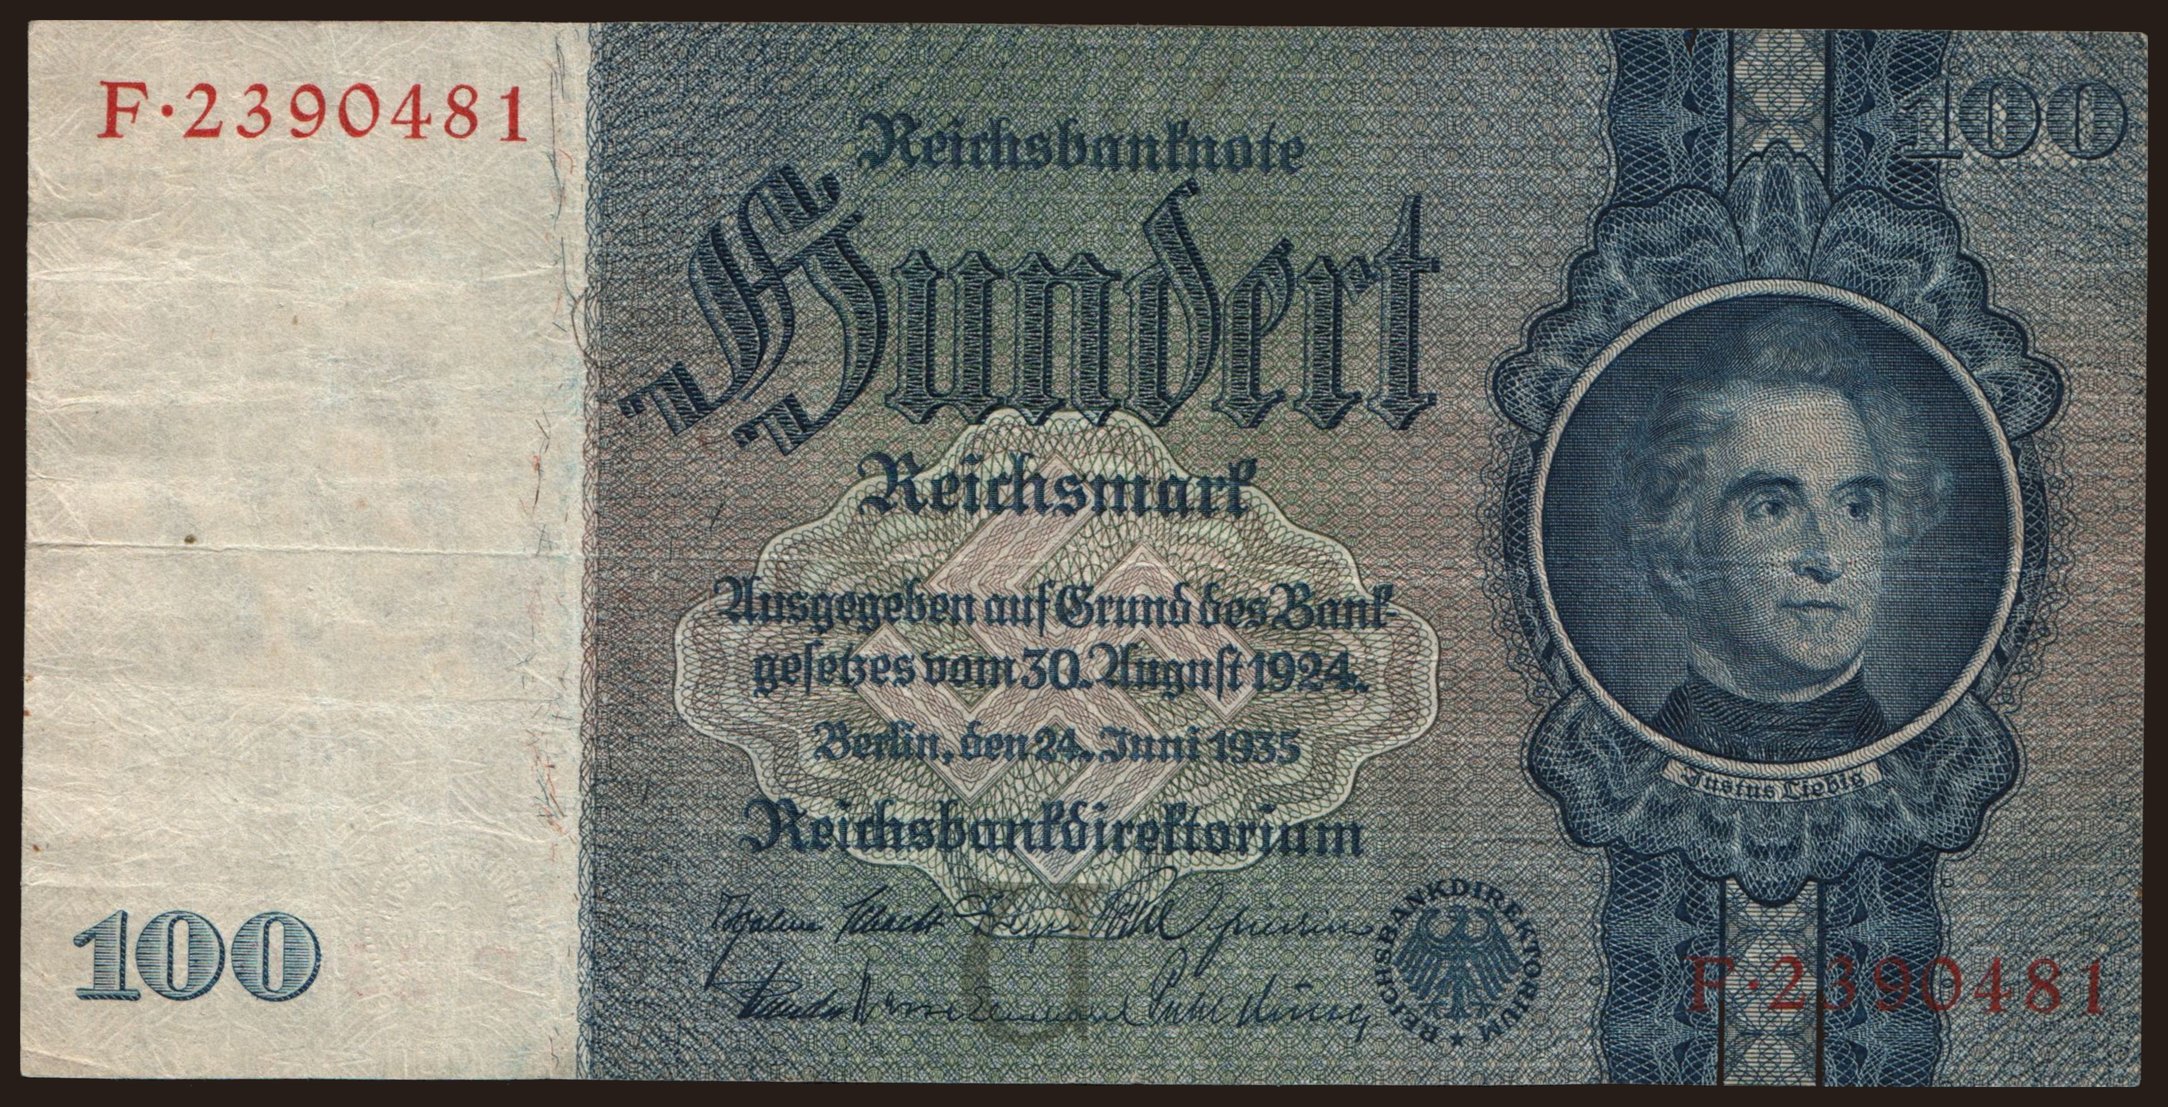 F·2390481
100
Reichsbanknote
Hundert
Reichsmark
Ausgegeben auf Grund des Bank-
gesetzes vom 30. August 1924.
Berlin, den 24. Juni 1935
Reichsbankdirektorium
REICHSBANKDIREKTORIUM
U
Justus Liebig
100
F·2390481